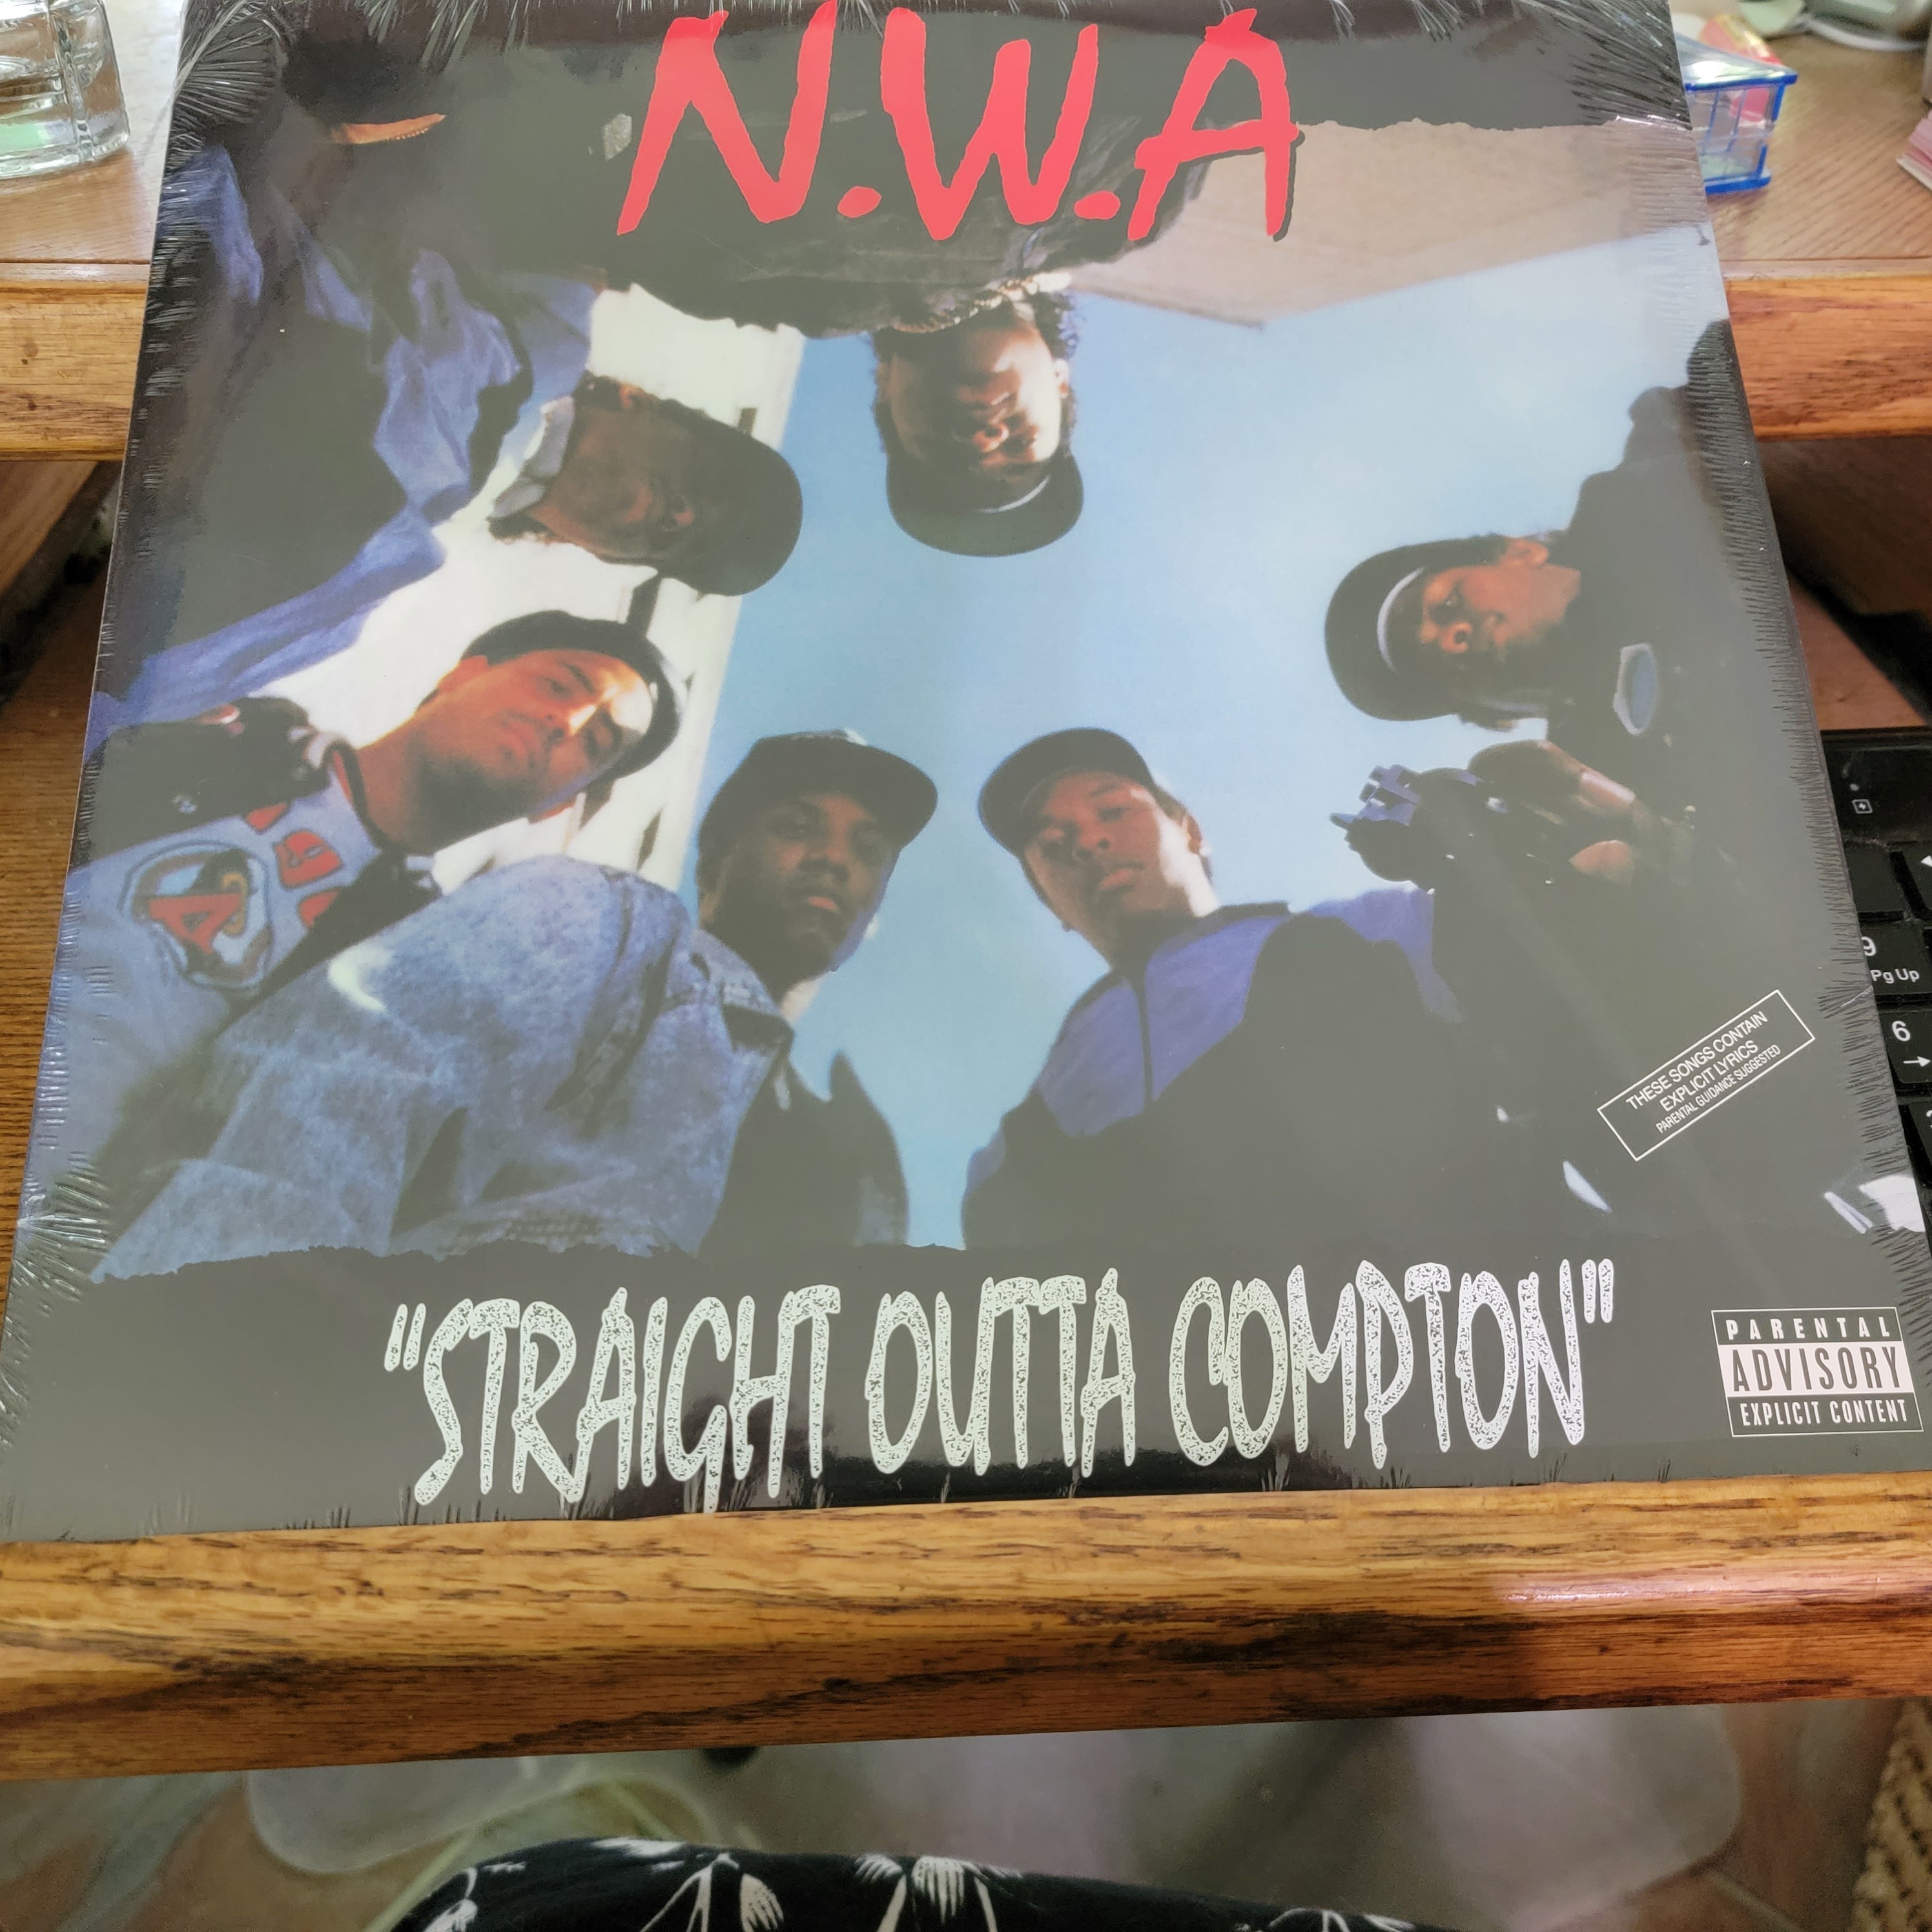 N.W.A
THESE SONGS CONTAIN
EXPLICIT LYRICS
PARENTAL GUIDANCE SUGGESTED
"STRAIGHT OUTTA COMPTON"
PARENTAL
ADVISORY
EXPLICIT CONTENT
9
Pg Up
6
→